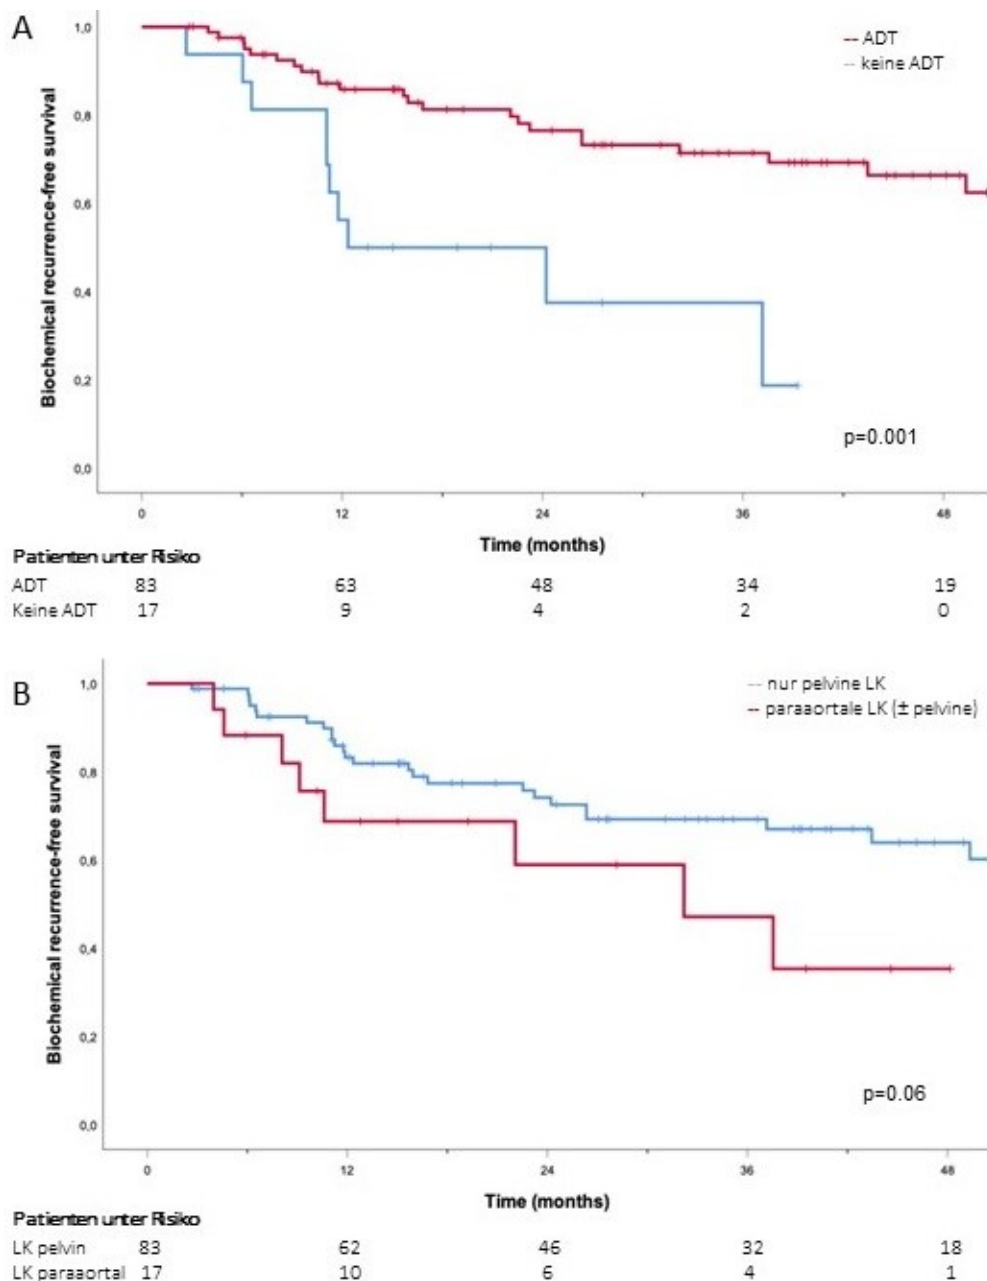 A
1,0
0,8
0,6
0,4
0,2
0,0
Biochemical recurrence-free survival
ADT
keine ADT
p=0.001
0 12 24 36 48
Time (months)
Patienten unter Risiko
ADT 83 63 48 34 19
Keine ADT 17 9 4 2 0
B
1,0
0,8
0,6
0,4
0,2
0,0
Biochemical recurrence-free survival
nur pelvine LK
paraaortale LK (± pelvine)
p=0.06
0 12 24 36 48
Time (months)
Patienten unter Risiko
LK pelvin 83 62 46 32 18
LK paraaortal 17 10 6 4 1